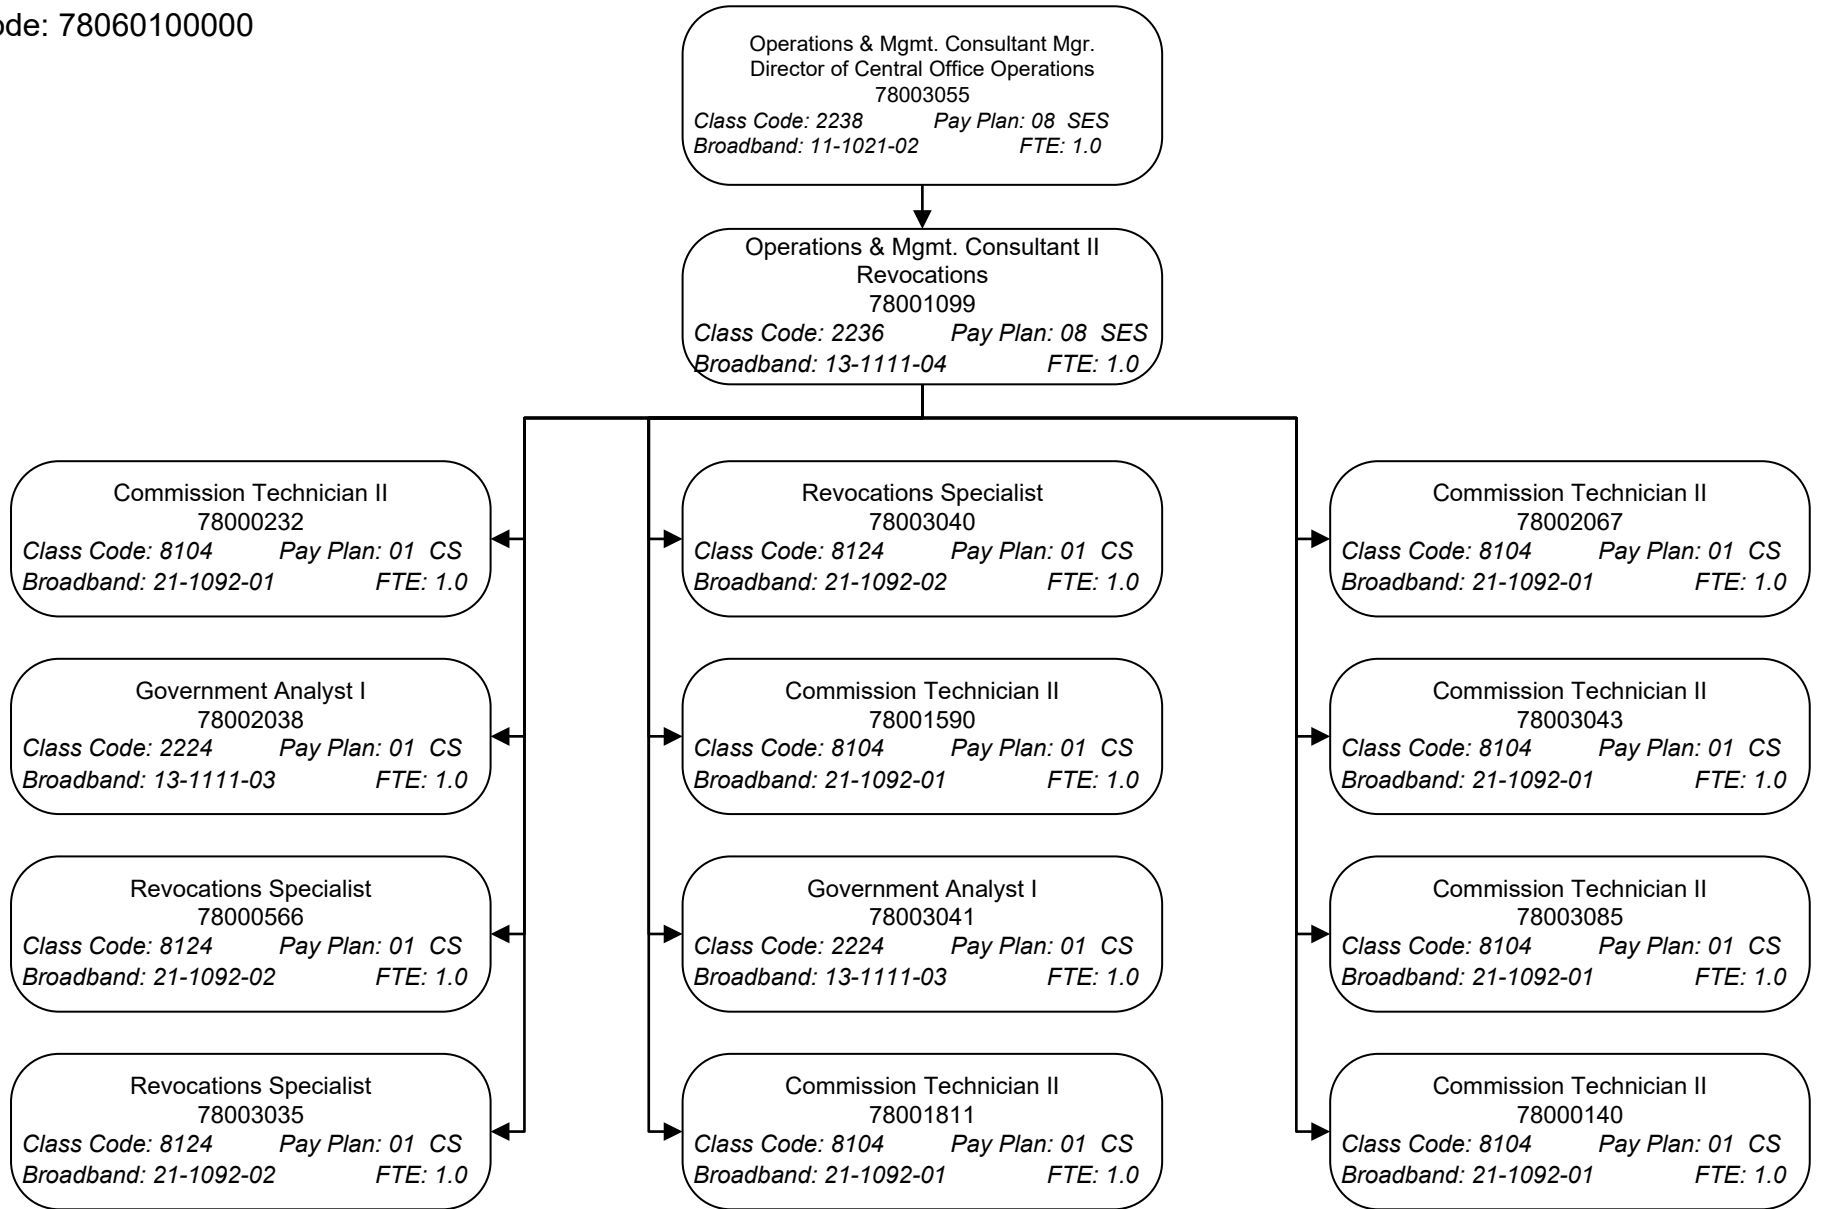 ode: 78060100000
Operations & Mgmt. Consultant Mgr.
Director of Central Office Operations
78003055
Class Code: 2238 Pay Plan: 08 SES
Broadband: 11-1021-02 FTE: 1.0
Operations & Mgmt. Consultant II
Revocations
78001099
Class Code: 2236 Pay Plan: 08 SES
Broadband: 13-1111-04 FTE: 1.0
Commission Technician II
78000232
Class Code: 8104 Pay Plan: 01 CS
Broadband: 21-1092-01 FTE: 1.0
Revocations Specialist
78003040
Class Code: 8124 Pay Plan: 01 CS
Broadband: 21-1092-02 FTE: 1.0
Commission Technician II
78002067
Class Code: 8104 Pay Plan: 01 CS
Broadband: 21-1092-01 FTE: 1.0
Government Analyst I
78002038
Class Code: 2224 Pay Plan: 01 CS
Broadband: 13-1111-03 FTE: 1.0
Commission Technician II
78001590
Class Code: 8104 Pay Plan: 01 CS
Broadband: 21-1092-01 FTE: 1.0
Commission Technician II
78003043
Class Code: 8104 Pay Plan: 01 CS
Broadband: 21-1092-01 FTE: 1.0
Revocations Specialist
78000566
Class Code: 8124 Pay Plan: 01 CS
Broadband: 21-1092-02 FTE: 1.0
Government Analyst I
78003041
Class Code: 2224 Pay Plan: 01 CS
Broadband: 13-1111-03 FTE: 1.0
Commission Technician II
78003085
Class Code: 8104 Pay Plan: 01 CS
Broadband: 21-1092-01 FTE: 1.0
Revocations Specialist
78003035
Class Code: 8124 Pay Plan: 01 CS
Broadband: 21-1092-02 FTE: 1.0
Commission Technician II
78001811
Class Code: 8104 Pay Plan: 01 CS
Broadband: 21-1092-01 FTE: 1.0
Commission Technician II
78000140
Class Code: 8104 Pay Plan: 01 CS
Broadband: 21-1092-01 FTE: 1.0